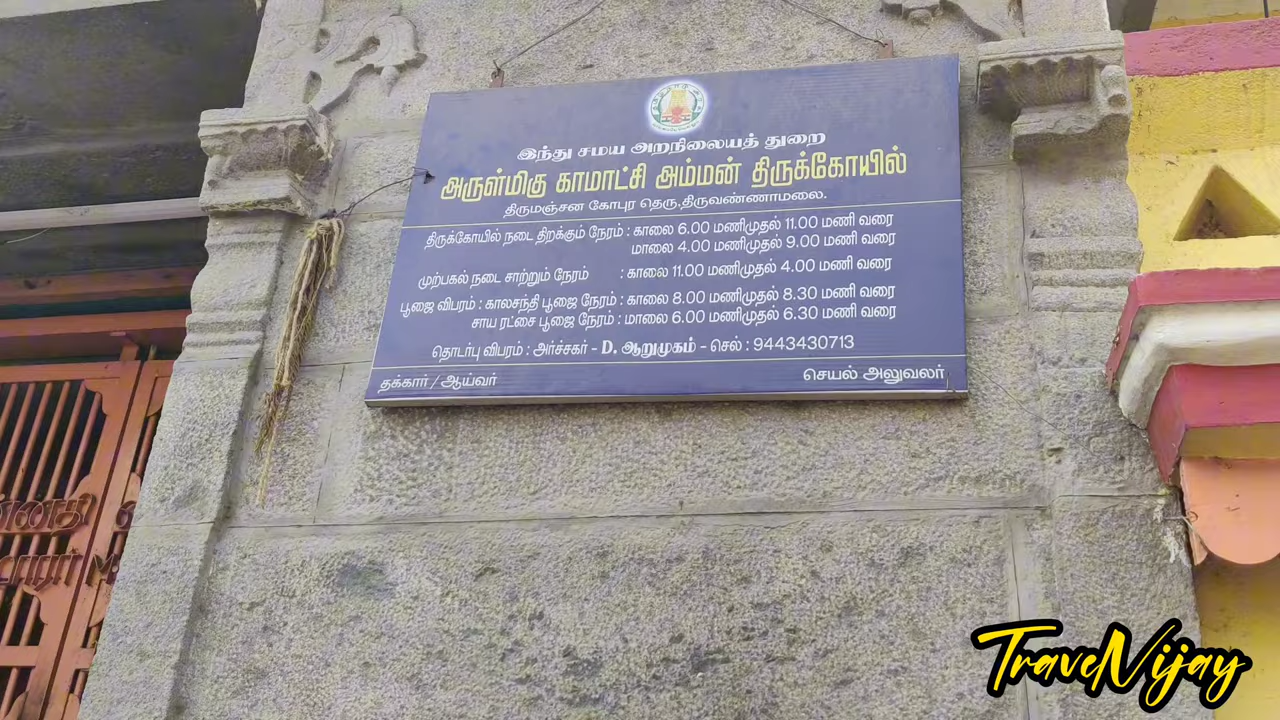 இந்து சமய அறநிலையத் துறை
அருள்மிகு காமாட்சி அம்மன் திருக்கோயில்
திருமஞ்சன கோபுர தெரு,திருவண்ணாமலை.
திருக்கோயில் நடை திறக்கும் நேரம் : காலை 6.00 மணிமுதல் 11.00 மணி வரை
மாலை 4.00 மணிமுதல் 9.00 மணி வரை
முற்பகல் நடை சாற்றும் நேரம் : காலை 11.00 மணிமுதல் 4.00 மணி வரை
பூஜை விபரம் : காலசந்தி பூஜை நேரம் : காலை 8.00 மணிமுதல் 8.30 மணி வரை
சாய ரட்சை பூஜை நேரம் : மாலை 6.00 மணிமுதல் 6.30 மணி வரை
தொடர்பு விபரம் : அர்ச்சகர் - D. ஆறுமுகம் - செல் : 9443430713
தக்கார் / ஆய்வர் செயல் அலுவலர்
TravelVijay